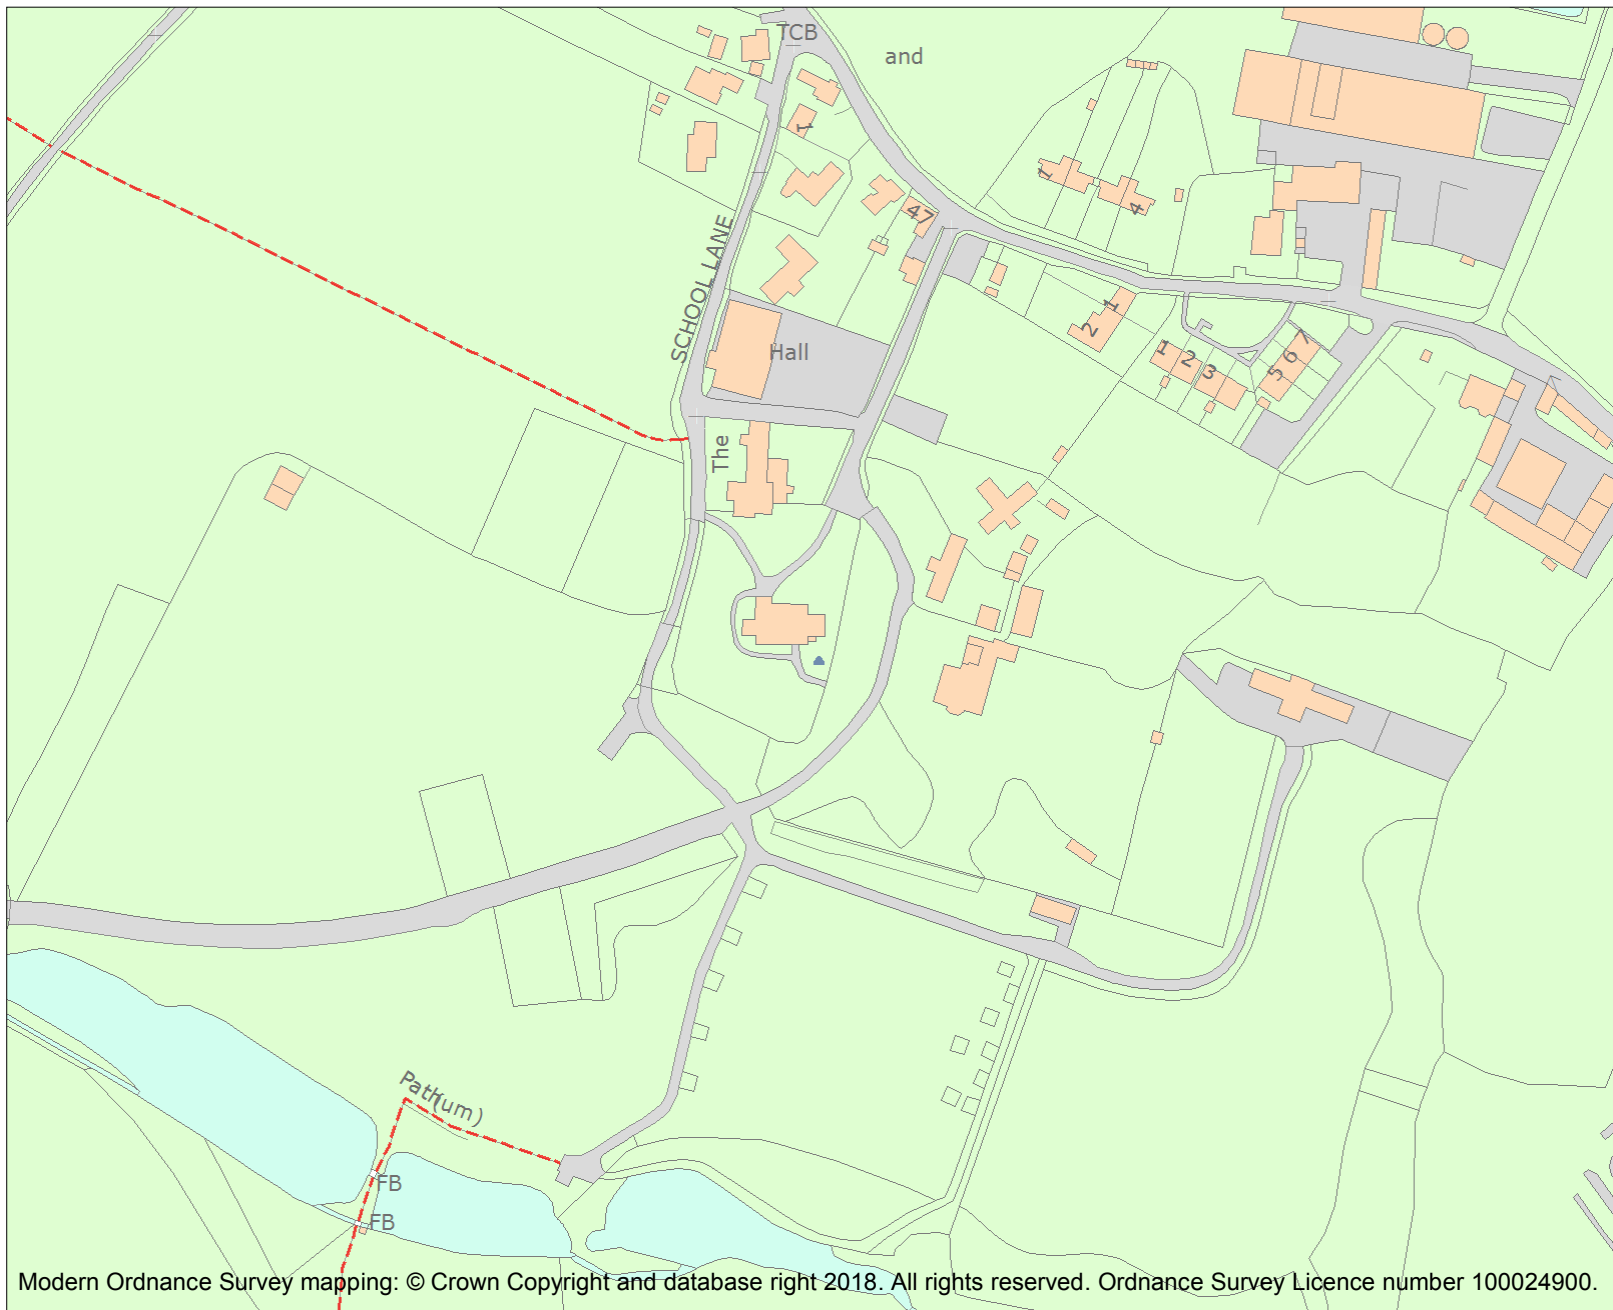 TCB
and
1
47
1
4
SCHOOL LANE
Hall
1
2
1
2
3
5
6
7
The
Path (um)
FB
FB
Modern Ordnance Survey mapping: © Crown Copyright and database right 2018. All rights reserved. Ordnance Survey Licence number 100024900.